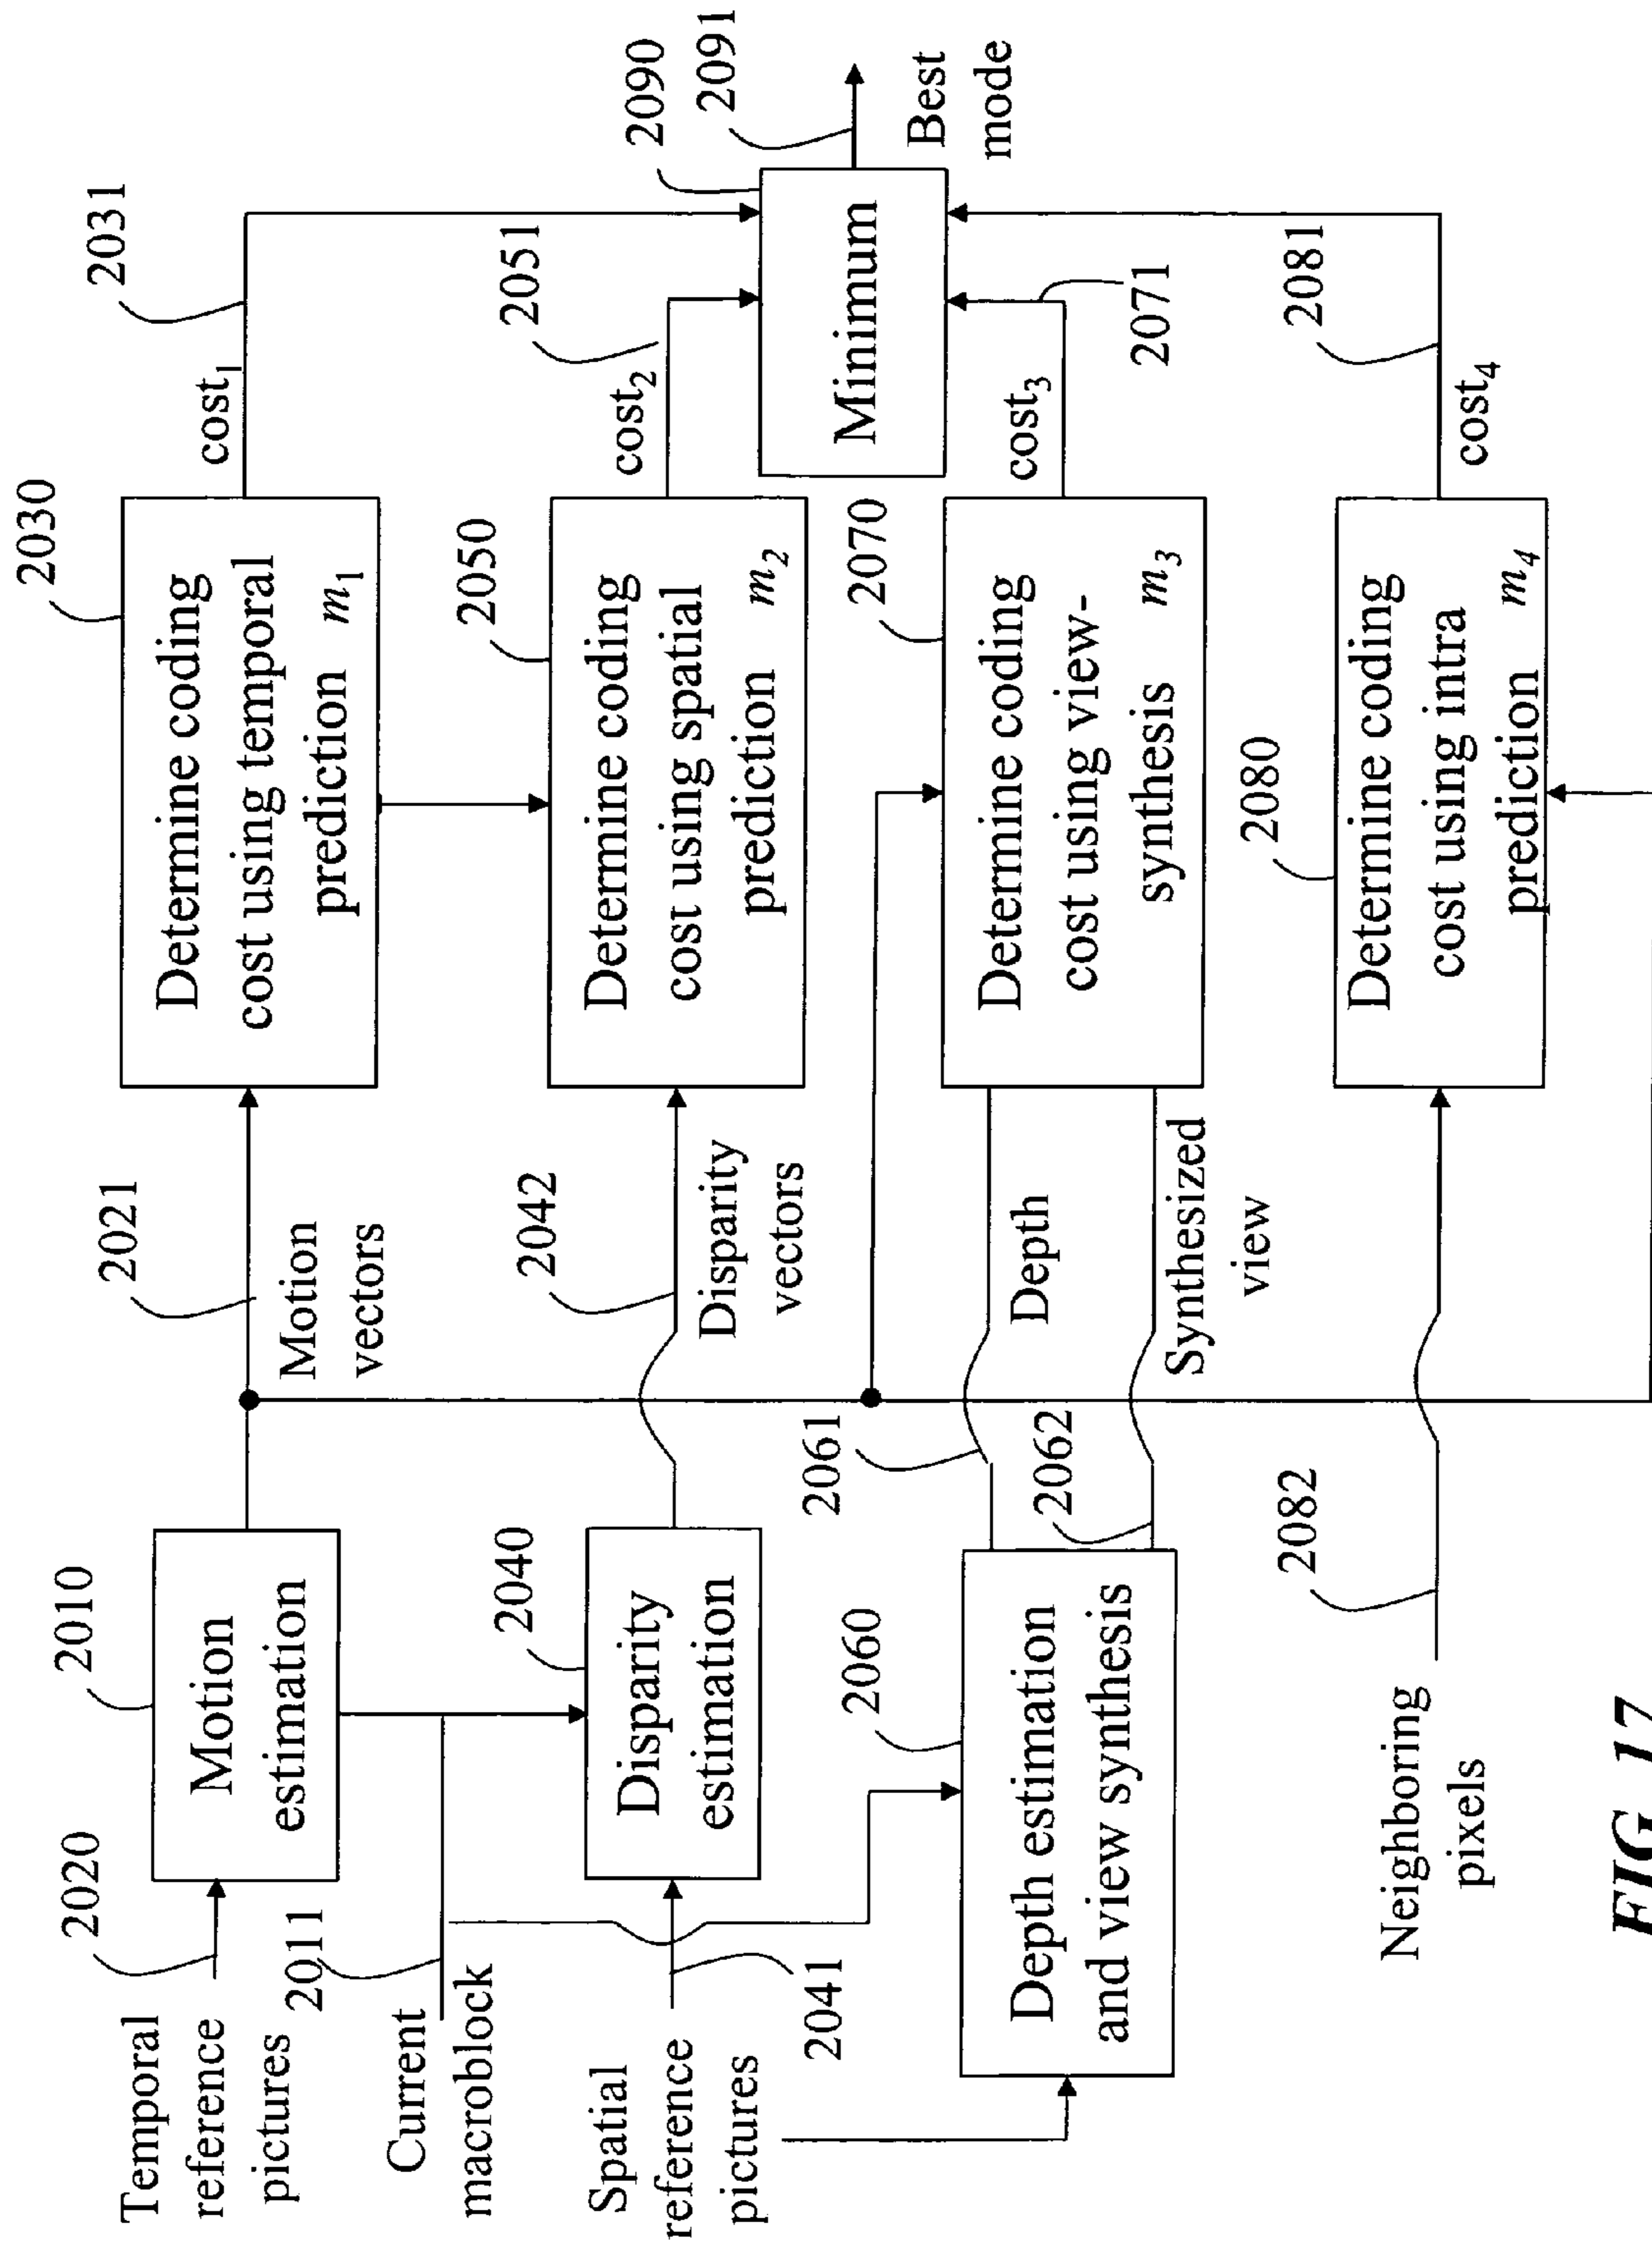 2010
2020
Temporal
reference
pictures
Motion
estimation
2021
Motion
vectors
2030
Determine coding
cost using temporal
prediction m1
cost1
2031
2011
Current
macroblock
2040
Disparity
estimation
Spatial
reference
pictures
2041
2042
Disparity
vectors
2050
Determine coding
cost using spatial
prediction m2
cost2
2051
2060
Depth estimation
and view synthesis
2061
Depth
2062
Synthesized
view
2070
Determine coding
cost using view-
synthesis m3
cost3
2071
Neighboring
pixels
2082
2080
Determine coding
cost using intra
prediction m4
cost4
2081
Minimum
2090
2091
Best
mode
FIG. 17